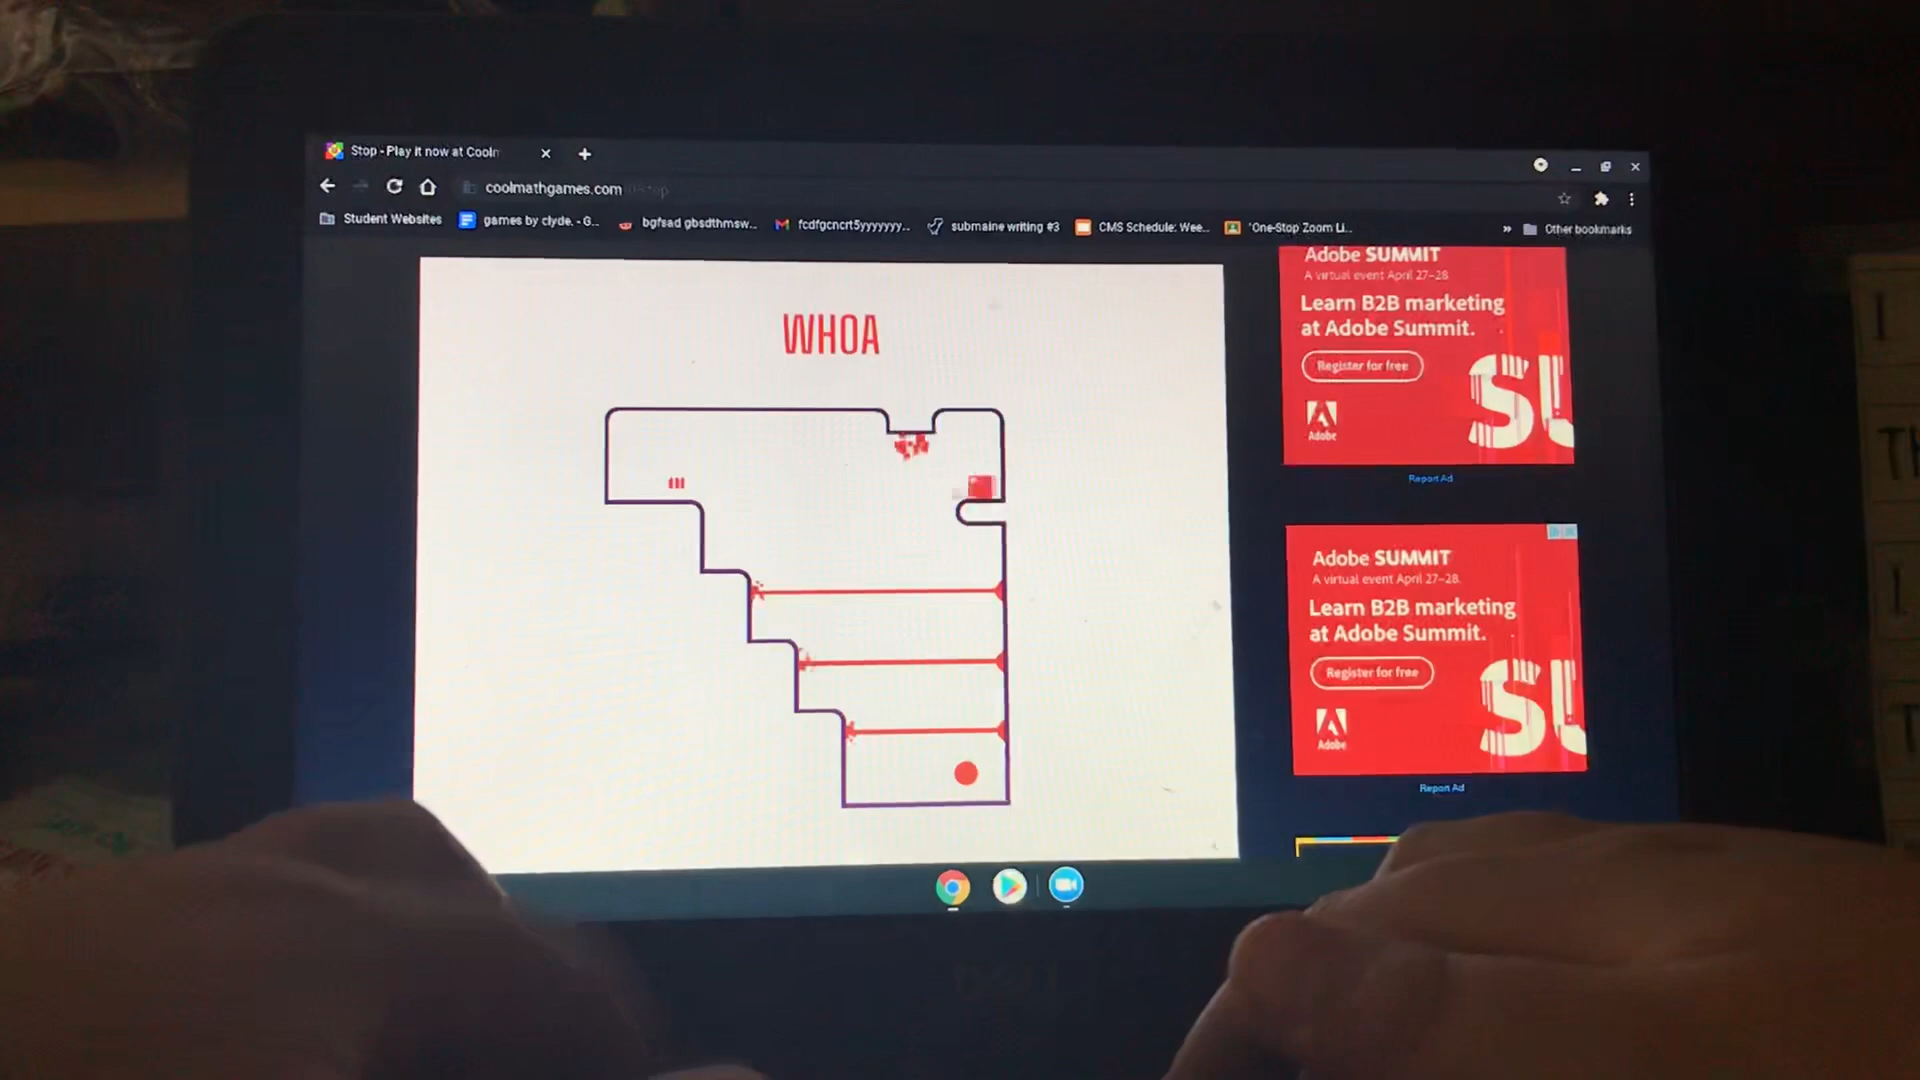 Stop - Play it now at Coolm
coolmathgames.com
Student Websites
games by clyde. - G...
bgfsad gbsdthmsw...
fcdfgcncrt5yyyyyyy...
submaine writing #3
CMS Schedule: Wee...
'One-Stop Zoom Li...
»
Other bookmarks
WHOA
Adobe SUMMIT
A virtual event April 27–28
Learn B2B marketing
at Adobe Summit.
Register for free
SU
Adobe
Report Ad
Adobe SUMMIT
A virtual event April 27–28.
Learn B2B marketing
at Adobe Summit.
Register for free
SU
Adobe
Report Ad
DELL